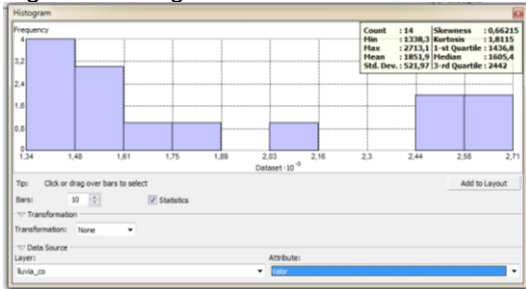 Histogram
Frequency
4
3,2
2,4
1,6
0,8
1,34 1,48 1,61 1,75 1,89 2,03 2,16 2,3 2,44 2,58 2,71
Dataset · 10⁻³
Count : 14 Skewness : 0,66215
Min : 1338,3 Kurtosis : 1,8115
Max : 2713,1 1-st Quartile : 1436,8
Mean : 1851,9 Median : 1605,4
Std. Dev. : 521,97 3-rd Quartile : 2442
Tip: Click or drag over bars to select Add to Layout
Bars: 10 Statistics
Transformation
Transformation: None
Data Source
Layer: Attribute:
lluvia_co Valor